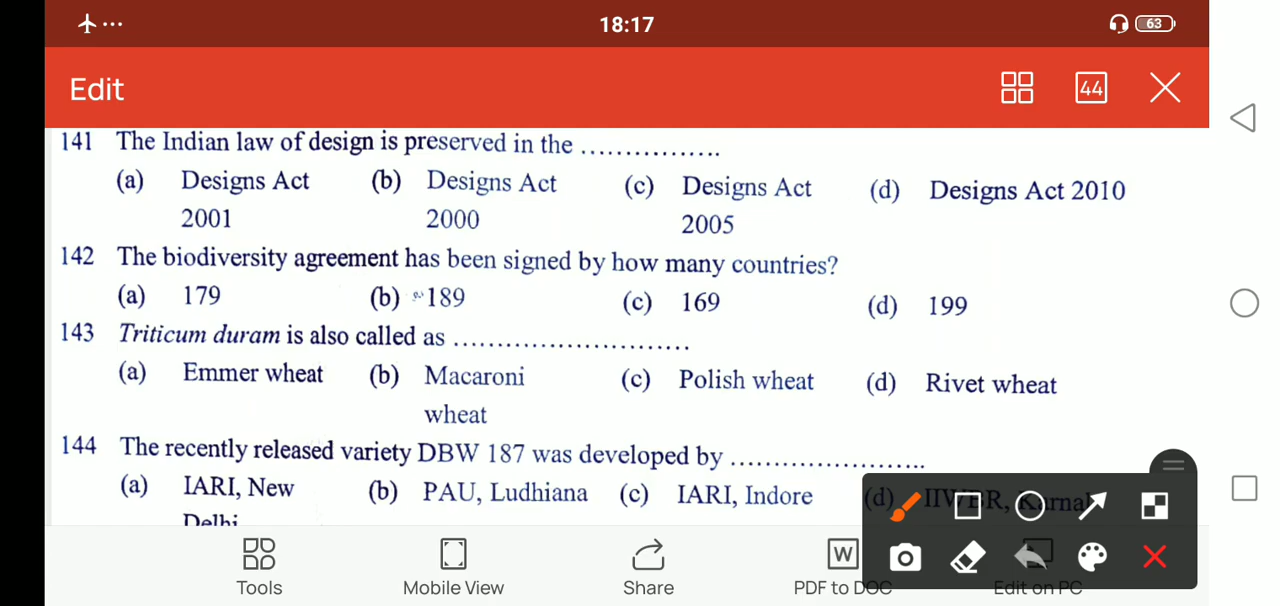 18:17
63
Edit
44
141 The Indian law of design is preserved in the ................
(a) Designs Act 2001 (b) Designs Act 2000 (c) Designs Act 2005 (d) Designs Act 2010
142 The biodiversity agreement has been signed by how many countries?
(a) 179 (b) 189 (c) 169 (d) 199
143 Triticum duram is also called as ...........................
(a) Emmer wheat (b) Macaroni wheat (c) Polish wheat (d) Rivet wheat
144 The recently released variety DBW 187 was developed by ......................
(a) IARI, New Delhi (b) PAU, Ludhiana (c) IARI, Indore (d) IIWBR, Karnal
Tools
Mobile View
Share
W
PDF to DOC
Edit on PC